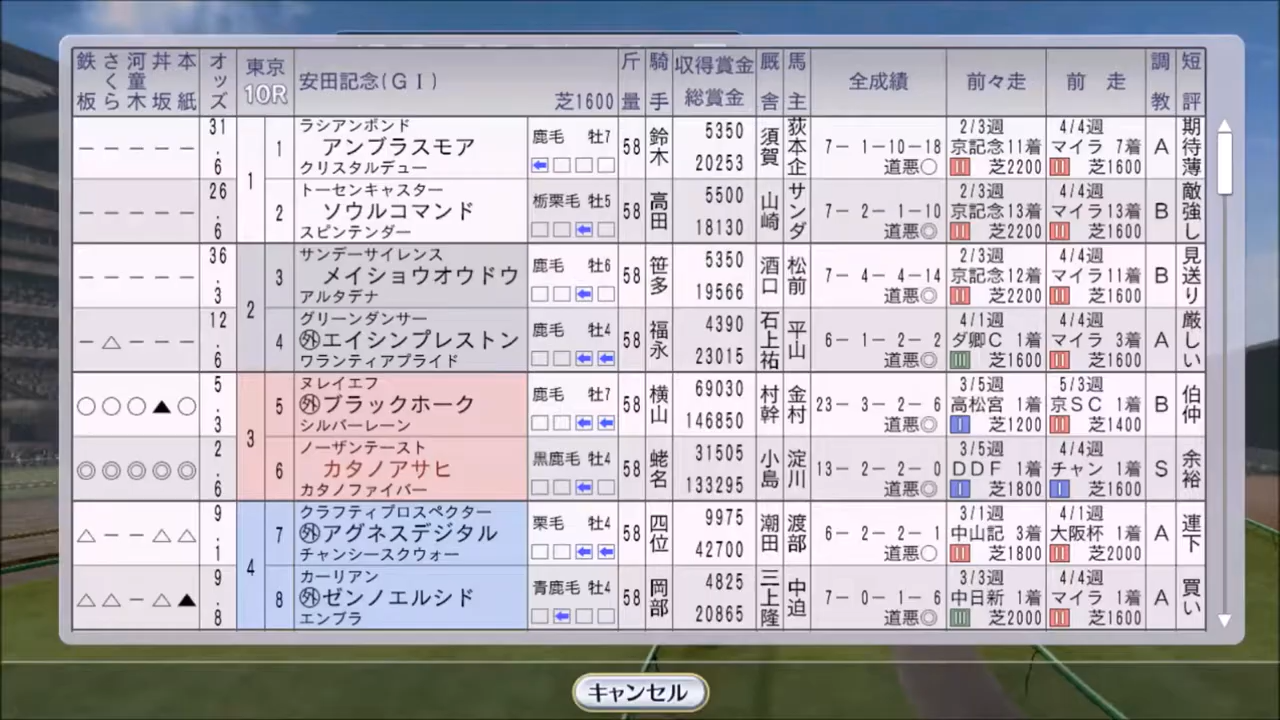 鉄板 さくら 河童木 丼坂 本紙 オッズ 東京 10R 安田記念(GⅠ) 芝1600 斤量 騎手 収得賞金 総賞金 厩舎 馬主 全成績 前々走 前 走 調教 短評
－－－－－ 31.6 1 1 ラシアンボンド 鹿毛 牡7 58 鈴木 5350 須賀 荻本企 7－ 1－10－18 2/3週 4/4週 A 期待薄
アンブラスモア 京記念11着 マイラ 7着
クリスタルデュー ← 20253 道悪○ Ⅱ 芝2200 Ⅱ 芝1600
－－－－－ 26.6 2 トーセンキャスター 栃栗毛 牡5 58 高田 5500 山崎 サンダ 7－ 2－ 1－10 2/3週 4/4週 B 敵強し
ソウルコマンド 京記念13着 マイラ13着
スピンテンダー ← 18130 道悪◎ Ⅱ 芝2200 Ⅱ 芝1600
－－－－－ 36.3 2 3 サンデーサイレンス 鹿毛 牡6 58 笹多 5350 酒口 松前 7－ 4－ 4－14 2/3週 4/4週 B 見送り
メイショウオウドウ 京記念12着 マイラ11着
アルタデナ ← 19566 道悪◎ Ⅱ 芝2200 Ⅱ 芝1600
－△－－－ 12.6 4 グリーンダンサー 鹿毛 牡4 58 福永 4390 石上祐 平山 6－ 1－ 2－ 2 4/1週 4/4週 A 厳しい
㊕エイシンプレストン ダ卿C 1着 マイラ 3着
ワランティアプライド ←← 23015 道悪◎ Ⅲ 芝1600 Ⅱ 芝1600
○○○▲○ 5.3 3 5 ヌレイエフ 鹿毛 牡7 58 横山 69030 村幹 金村 23－ 3－ 2－ 6 3/5週 5/3週 B 伯仲
外ブラックホーク 高松宮 1着 京SC 1着
シルバーレーン ←← 146850 道悪◎ Ⅰ 芝1200 Ⅱ 芝1400
◎◎◎◎◎ 2.6 6 ノーザンテースト 黒鹿毛 牡4 58 蛯名 31505 小島 淀川 13－ 2－ 2－ 0 3/5週 4/4週 S 余裕
カタノアサヒ DDF 1着 チャン 1着
カタノファイバー ← 133295 道悪◎ Ⅰ 芝1800 Ⅰ 芝1600
△－－△△ 9.1 4 7 クラフティプロスペクター 栗毛 牡4 58 四位 9975 潮田 渡部 6－ 2－ 2－ 1 3/1週 4/1週 A 連下
外アグネスデジタル 中山記 3着 大阪杯 1着
チャンシースクウォー ←← 42700 道悪○ Ⅱ 芝1800 Ⅱ 芝2000
△△－△▲ 9.8 8 カーリアン 青鹿毛 牡4 58 岡部 4825 三上隆 中迫 7－ 0－ 1－ 6 3/3週 4/4週 A 買い
外ゼンノエルシド 中日新 1着 マイラ 1着
エンブラ ← 20865 道悪◎ Ⅲ 芝2000 Ⅱ 芝1600
キャンセル